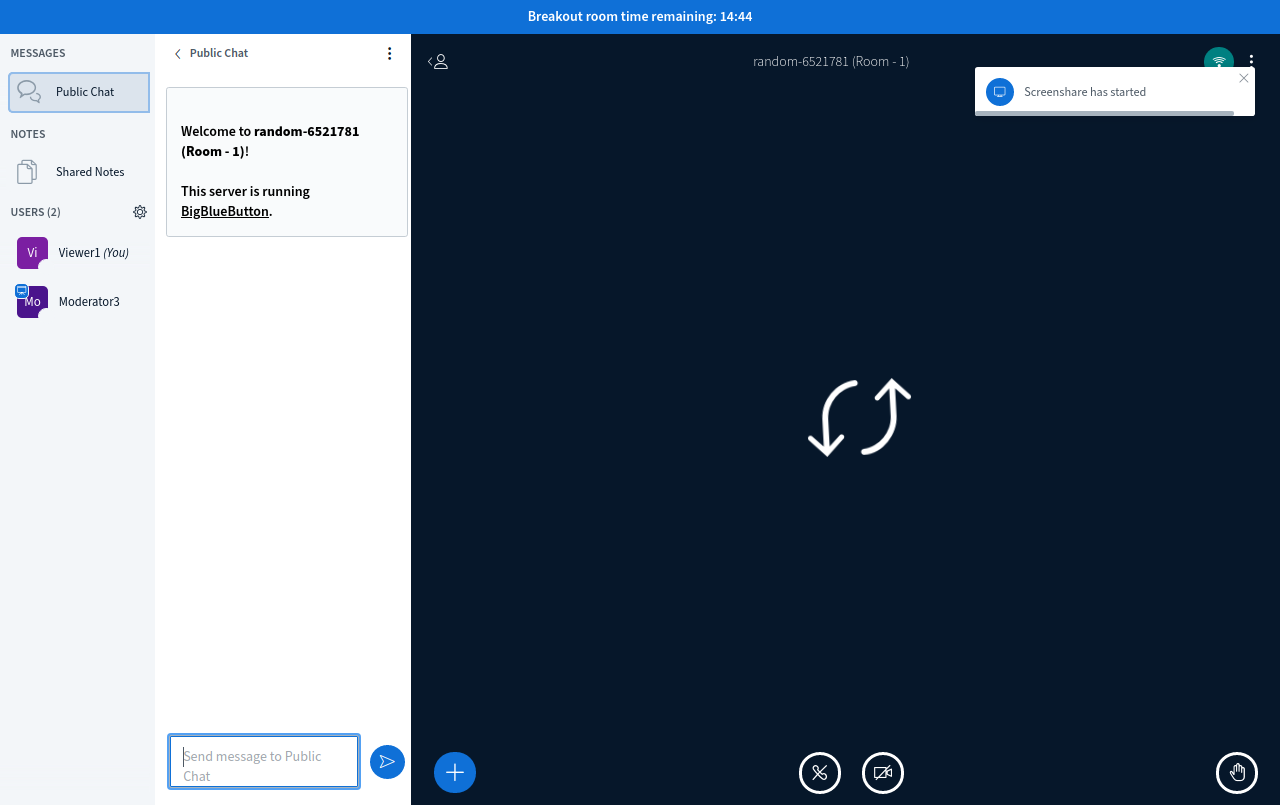 Breakout room time remaining: 14:44
MESSAGES
Public Chat
NOTES
Shared Notes
USERS (2)
Vi
Viewer1 (You)
Mo
Moderator3
Public Chat
Welcome to random-6521781
(Room - 1)!
This server is running
BigBlueButton.
Send message to Public
Chat
random-6521781 (Room - 1)
Screenshare has started